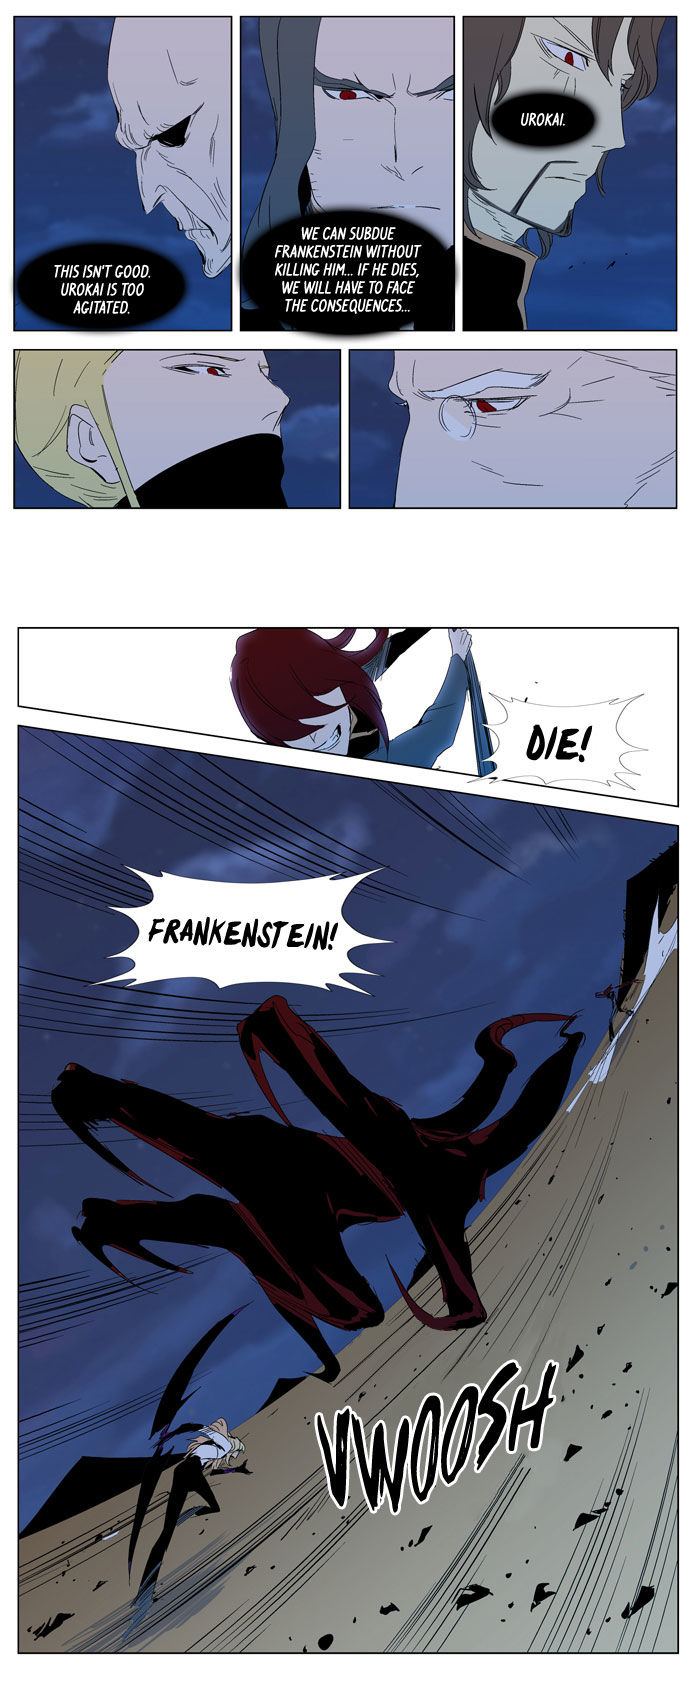 THIS ISN'T GOOD.
UROKAI IS TOO
AGITATED.
WE CAN SUBDUE
FRANKENSTEIN WITHOUT
KILLING HIM... IF HE DIES,
WE WILL HAVE TO FACE
THE CONSEQUENCES...
UROKAI.
DIE!
FRANKENSTEIN!
VWOOSH